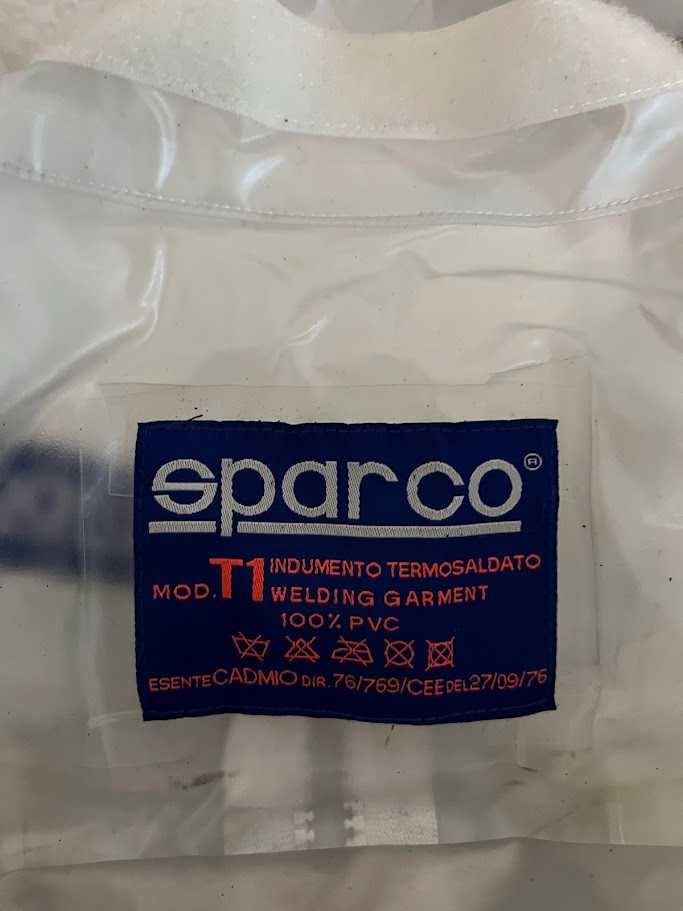 sparco®
MOD. T1 INDUMENTO TERMOSALDATO
WELDING GARMENT
100% PVC
ESENTE CADMIO DIR. 76/769/CEE DEL 27/09/76